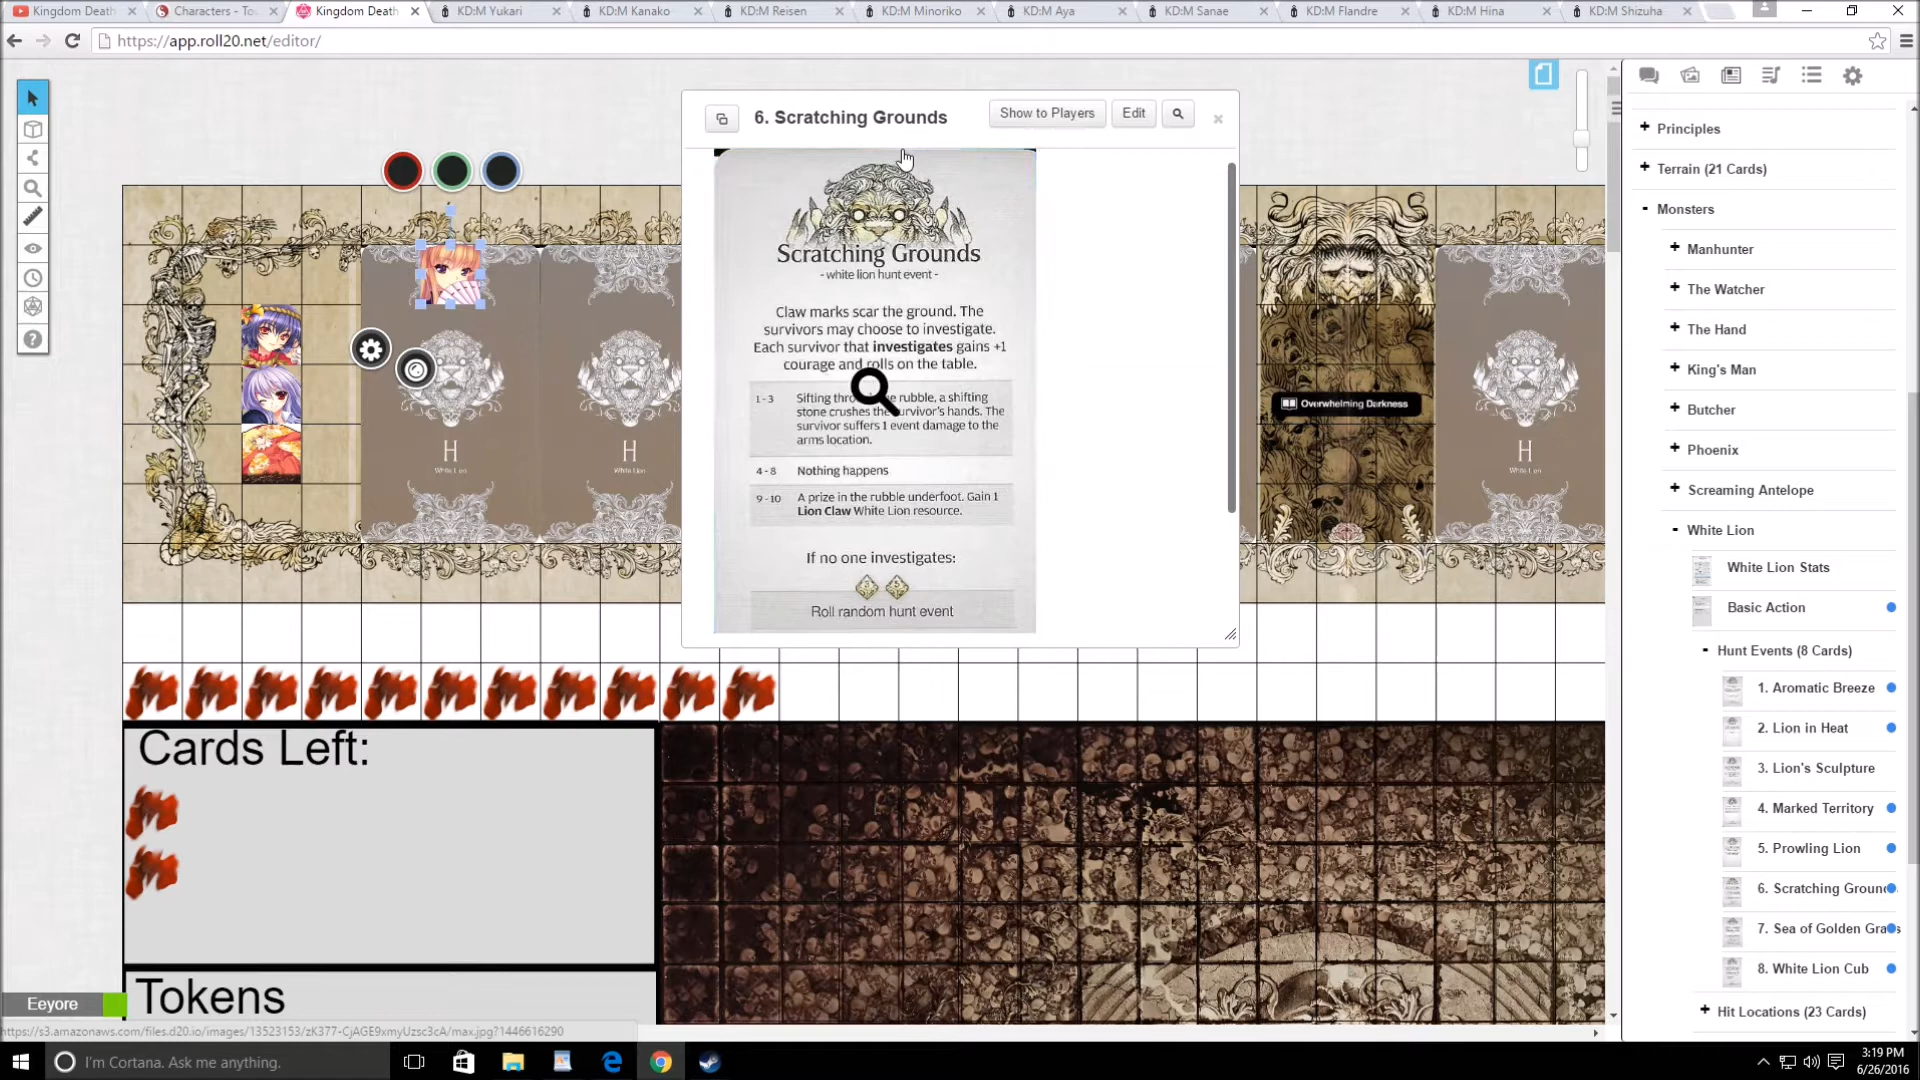 Kingdom Death
Characters - To
Kingdom Death
KD:M Yukari
KD:M Kanako
KD:M Reisen
KD:M Minoriko
KD:M Aya
KD:M Sanae
KD:M Flandre
KD:M Hina
KD:M Shizuha
https://app.roll20.net/editor/
6. Scratching Grounds
Show to Players
Edit
Scratching Grounds
- white lion hunt event -
Claw marks scar the ground. The
survivors may choose to investigate.
Each survivor that investigates gains +1
courage and rolls on the table.
1 - 3 Sifting thro e rubble, a shifting
stone crushes the survivor's hands. The
survivor suffers 1 event damage to the
arms location.
4 - 8 Nothing happens
9 - 10 A prize in the rubble underfoot. Gain 1
Lion Claw White Lion resource.
If no one investigates:
Roll random hunt event
H
White Lion
H
White Lion
Overwhelming Darkness
H
White Lion
Cards Left:
Tokens
Eeyore
https://s3.amazonaws.com/files.d20.io/images/13523153/zK377-CjAGE9xmyUzsc3cA/max.jpg?1446616290
Principles
Terrain (21 Cards)
Monsters
Manhunter
The Watcher
The Hand
King's Man
Butcher
Phoenix
Screaming Antelope
White Lion
White Lion Stats
Basic Action
Hunt Events (8 Cards)
1. Aromatic Breeze
2. Lion in Heat
3. Lion's Sculpture
4. Marked Territory
5. Prowling Lion
6. Scratching Ground
7. Sea of Golden Gra
8. White Lion Cub
Hit Locations (23 Cards)
I'm Cortana. Ask me anything.
3:19 PM
6/26/2016